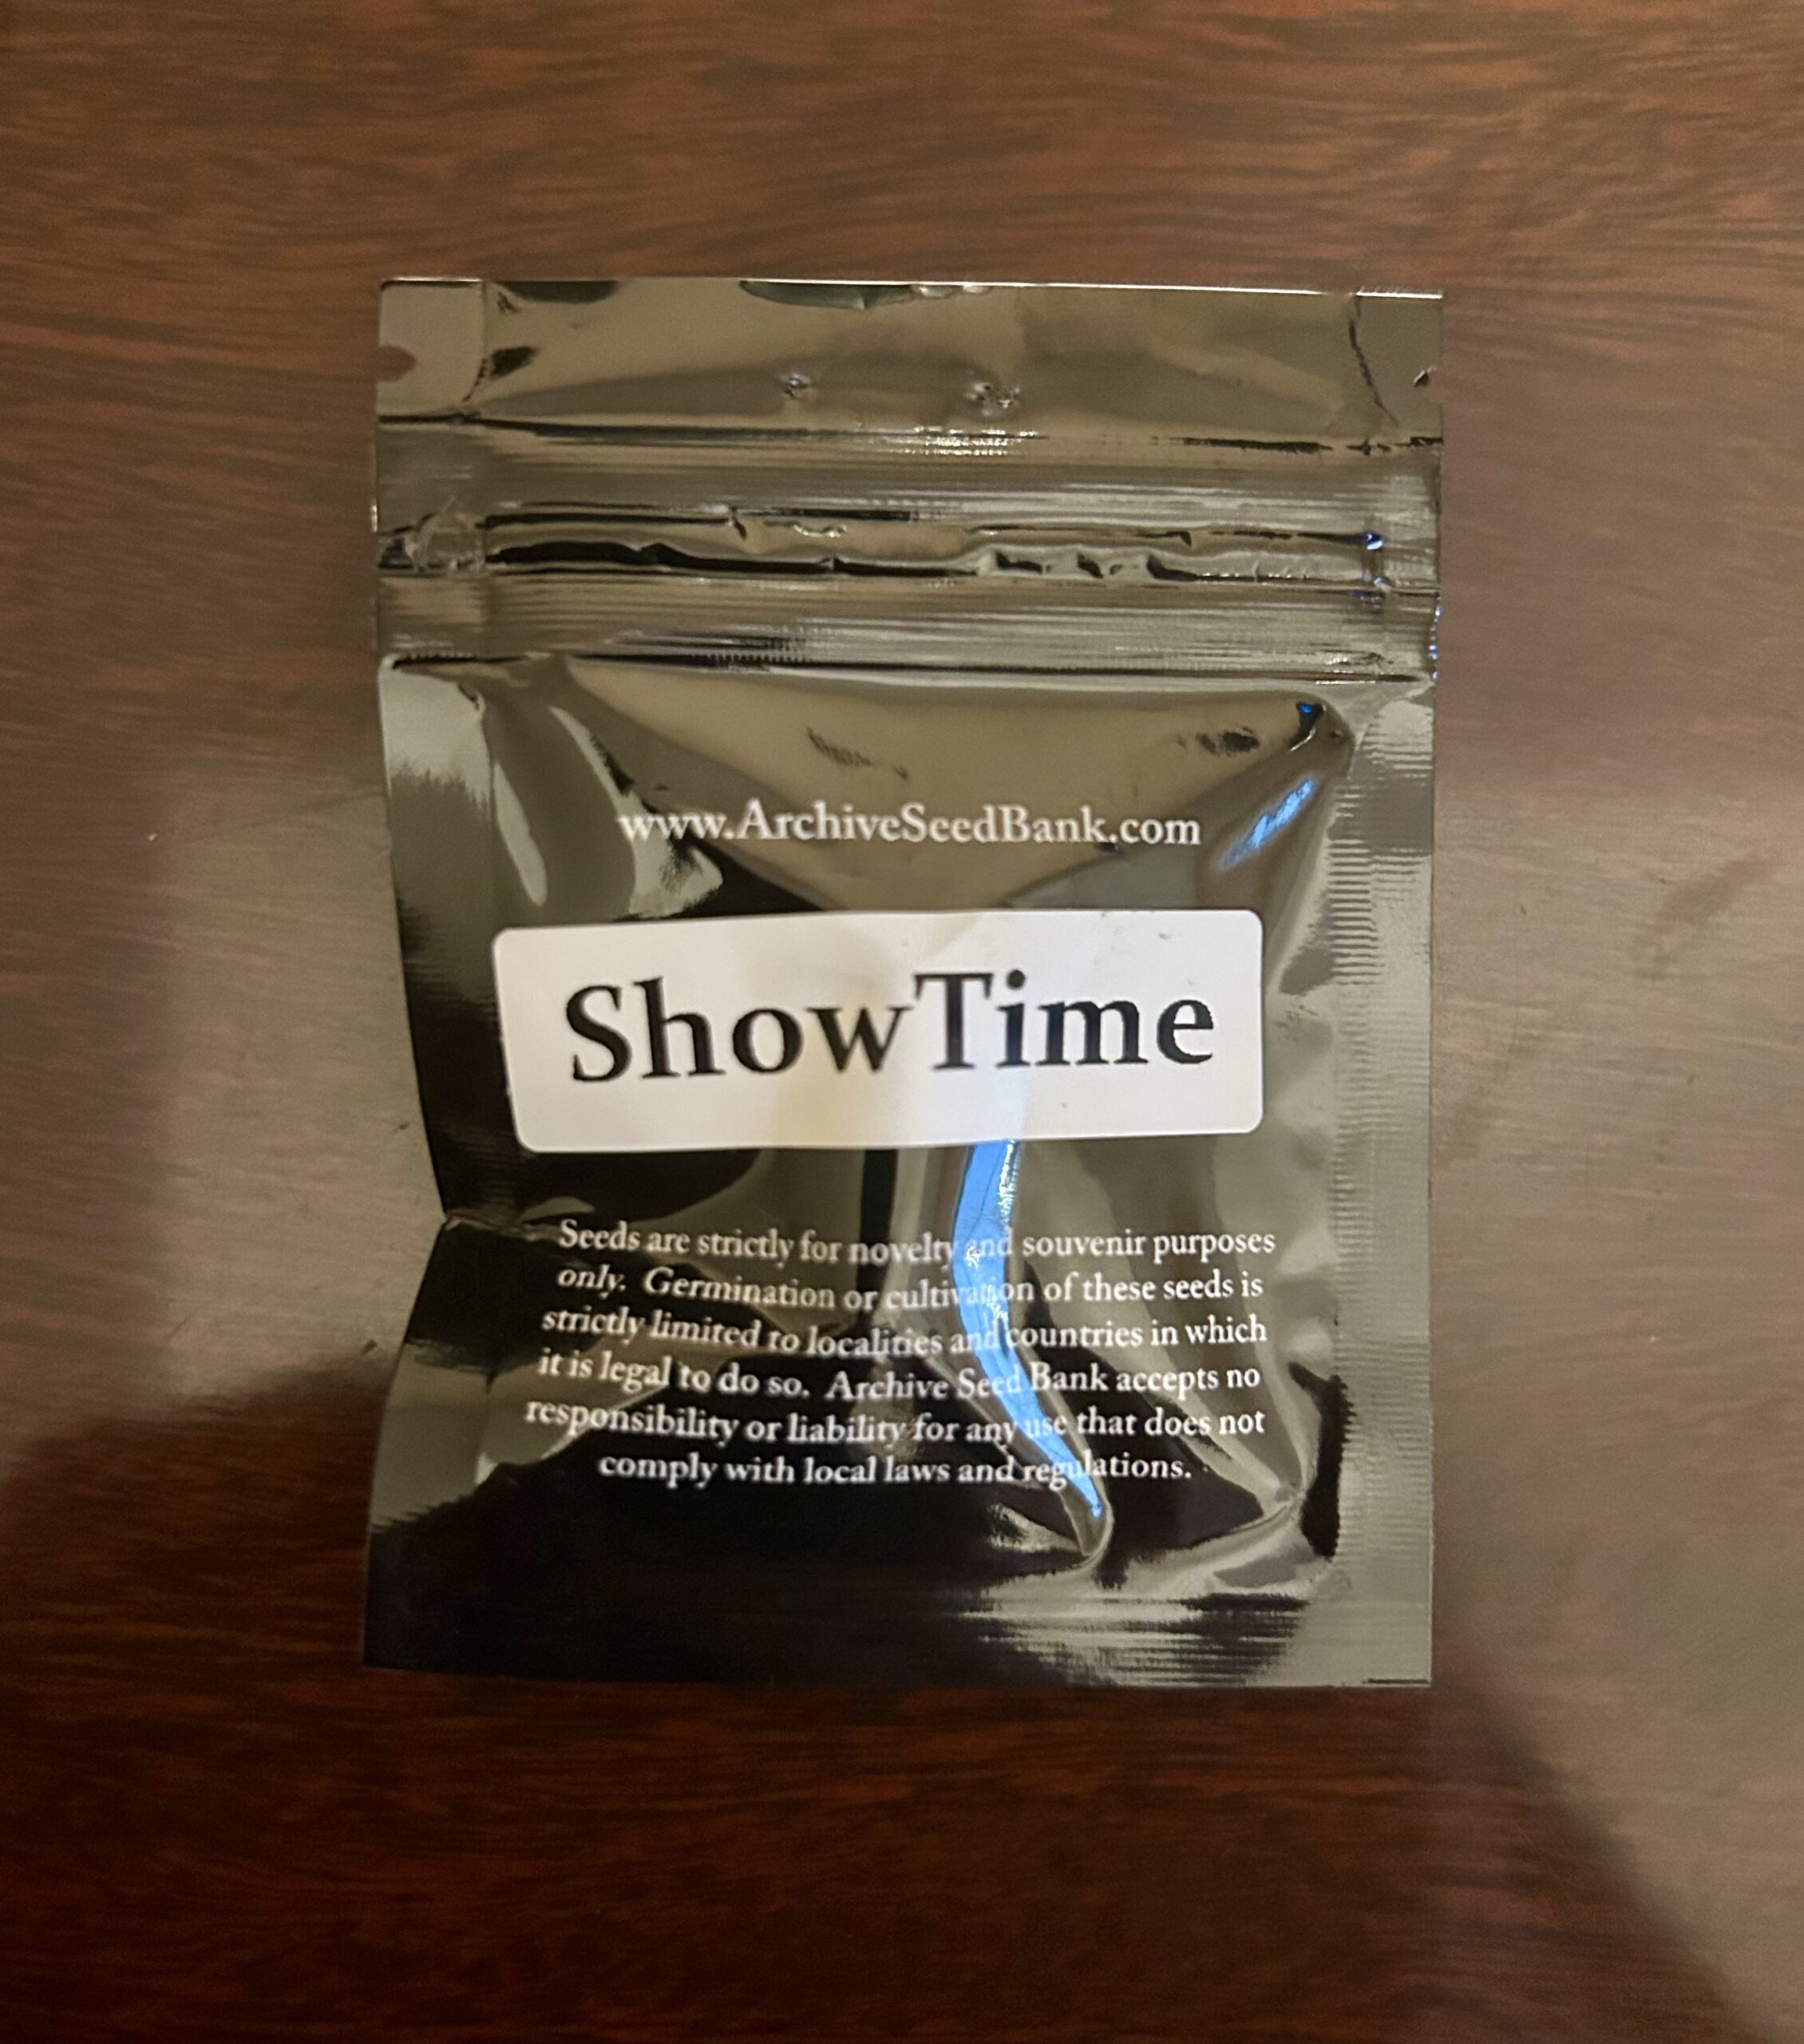 www.ArchiveSeedBank.com
ShowTime
Seeds are strictly for novelty and souvenir purposes
only. Germination or cultivation of these seeds is
strictly limited to localities and countries in which
it is legal to do so. Archive Seed Bank accepts no
responsibility or liability for any use that does not
comply with local laws and regulations.